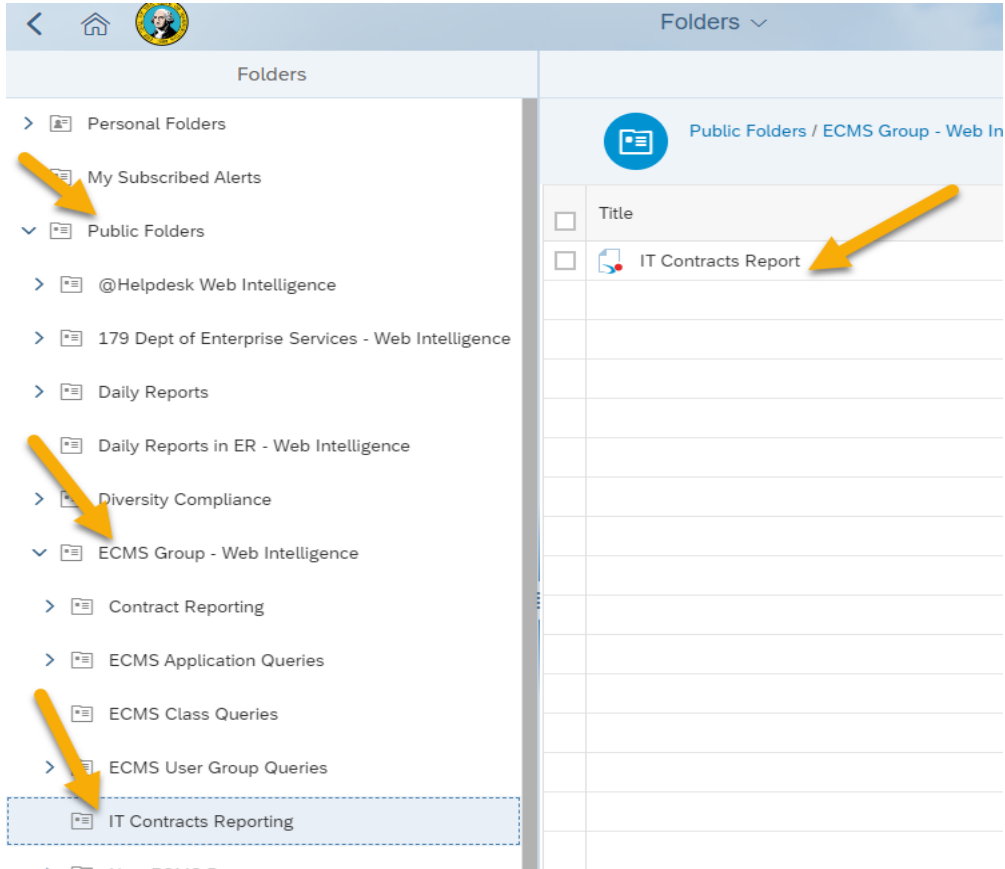 Folders
Folders
Personal Folders
My Subscribed Alerts
Public Folders
@Helpdesk Web Intelligence
179 Dept of Enterprise Services - Web Intelligence
Daily Reports
Daily Reports in ER - Web Intelligence
Diversity Compliance
ECMS Group - Web Intelligence
Contract Reporting
ECMS Application Queries
ECMS Class Queries
ECMS User Group Queries
IT Contracts Reporting
Public Folders / ECMS Group - Web In
Title
IT Contracts Report